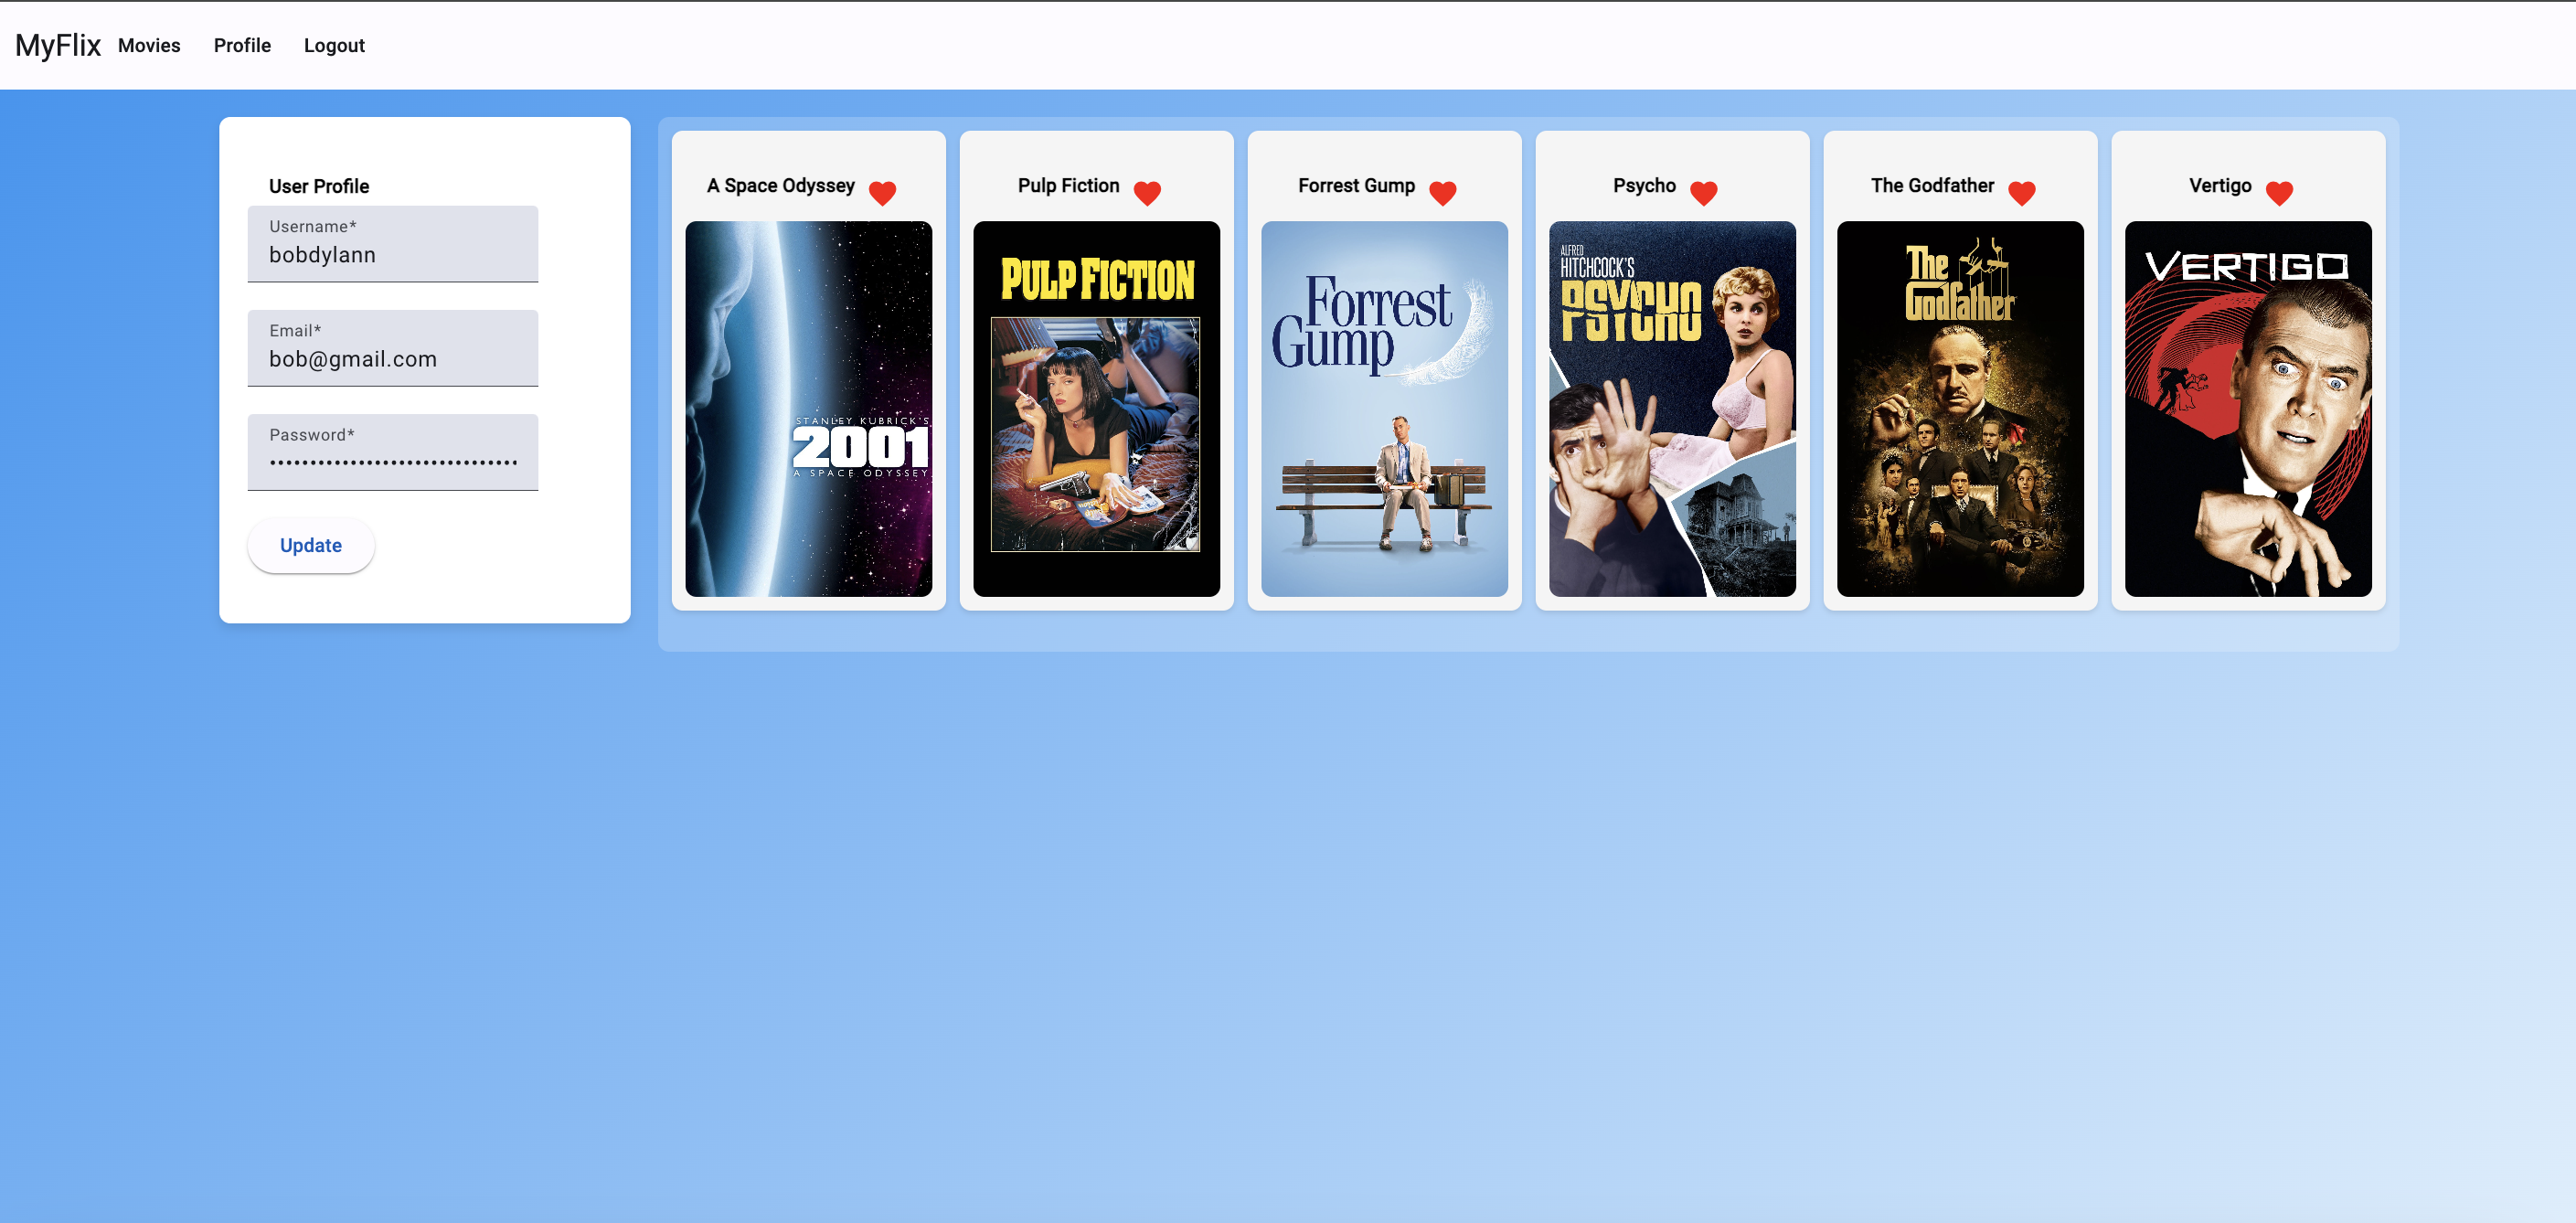 MyFlix Movies Profile Logout
User Profile
Username*
bobdylann
Email*
bob@gmail.com
Password*
••••••••••••••••••••••••••••••
Update
A Space Odyssey
STANLEY KUBRICK'S
2001
A SPACE ODYSSEY
Pulp Fiction
PULP FICTION
Forrest Gump
Forrest
Gump
Psycho
ALFRED
HITCHCOCK'S
PSYCHO
The Godfather
The
Godfather
Vertigo
VERTIGO